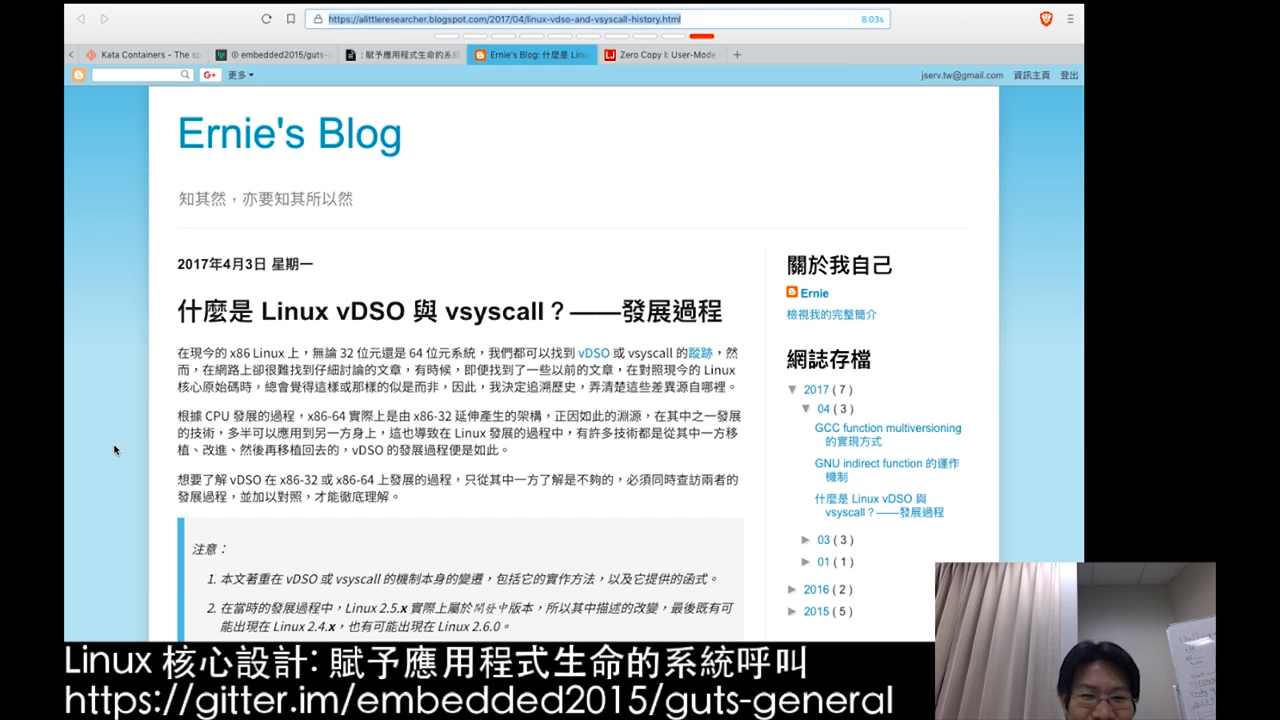 https://alittleresearcher.blogspot.com/2017/04/linux-vdso-and-vsyscall-history.html
8.03s
Kata Containers - The sp
embedded2015/guts-g
: 賦予應用程式生命的系統
Ernie's Blog: 什麼是 Linu
Zero Copy I: User-Mode
G+ 更多
jserv.tw@gmail.com 資訊主頁 登出
Ernie's Blog
知其然，亦要知其所以然
2017年4月3日 星期一
什麼是 Linux vDSO 與 vsyscall？——發展過程
在現今的 x86 Linux 上，無論 32 位元還是 64 位元系統，我們都可以找到 vDSO 或 vsyscall 的蹤跡，然
而，在網路上卻很難找到仔細討論的文章，有時候，即便找到了一些以前的文章，在對照現今的 Linux
核心原始碼時，總會覺得這樣或那樣的似是而非，因此，我決定追溯歷史，弄清楚這些差異源自哪裡。
根據 CPU 發展的過程，x86-64 實際上是由 x86-32 延伸產生的架構，正因如此的淵源，在其中之一發展
的技術，多半可以應用到另一方身上，這也導致在 Linux 發展的過程中，有許多技術都是從其中一方移
植、改進、然後再移植回去的，vDSO 的發展過程便是如此。
想要了解 vDSO 在 x86-32 或 x86-64 上發展的過程，只從其中一方了解是不夠的，必須同時查訪兩者的
發展過程，並加以對照，才能徹底理解。
注意：
1. 本文著重在 vDSO 或 vsyscall 的機制本身的變遷，包括它的實作方法，以及它提供的函式。
2. 在當時的發展過程中，Linux 2.5.x 實際上屬於開發中版本，所以其中描述的改變，最後既有可
能出現在 Linux 2.4.x，也有可能出現在 Linux 2.6.0。
關於我自己
Ernie
檢視我的完整簡介
網誌存檔
▼ 2017 ( 7 )
▼ 04 ( 3 )
GCC function multiversioning
的實現方式
GNU indirect function 的運作
機制
什麼是 Linux vDSO 與
vsyscall？——發展過程
► 03 ( 3 )
► 01 ( 1 )
► 2016 ( 2 )
► 2015 ( 5 )
Linux 核心設計: 賦予應用程式生命的系統呼叫
https://gitter.im/embedded2015/guts-general